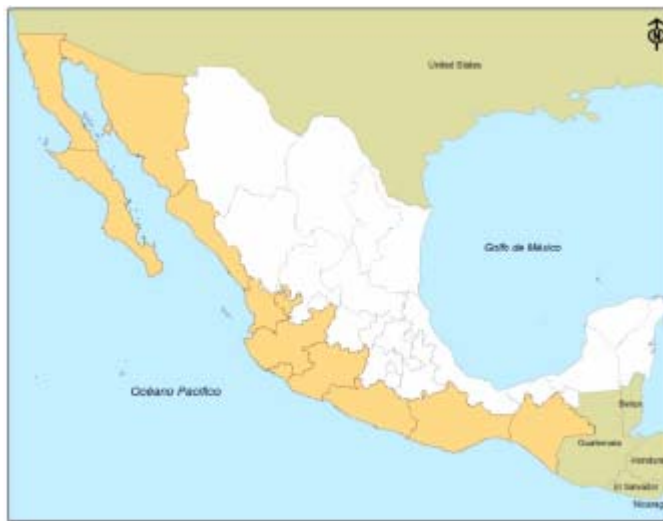 N
United States
Golfo de México
Océano Pacífico
Belize
Guatemala
Honduras
El Salvador